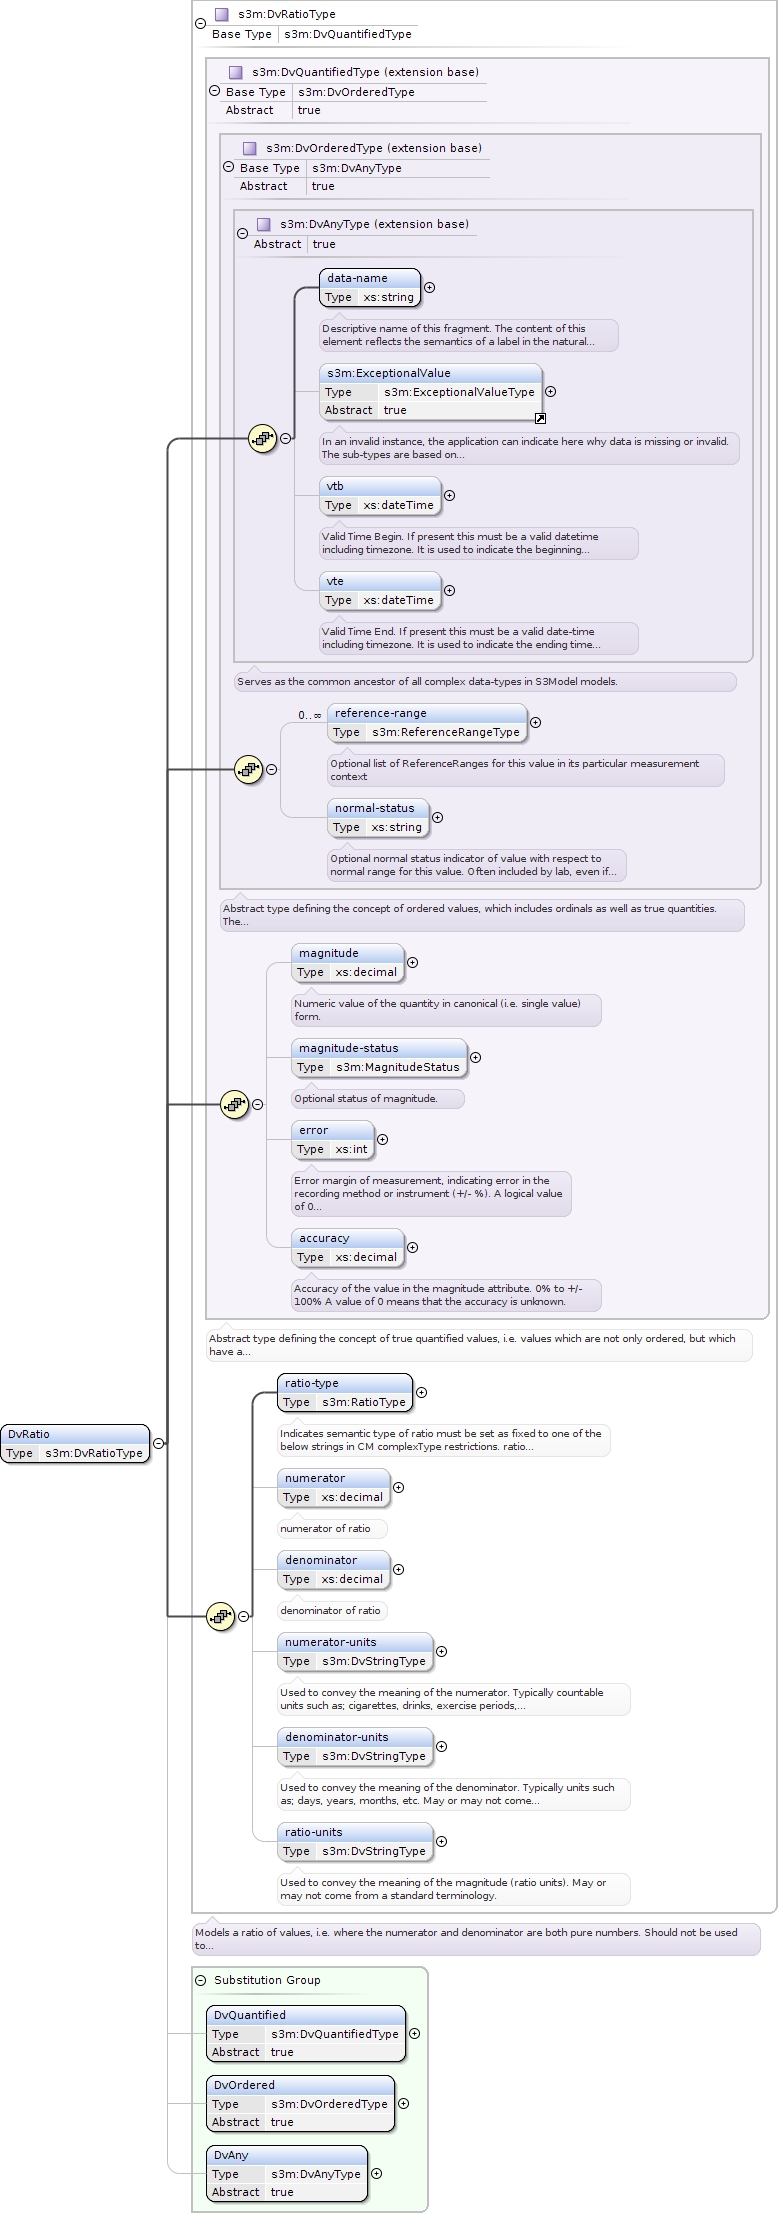 s3m:DvRatioType
Base Type s3m:DvQuantifiedType
s3m:DvQuantifiedType (extension base)
Base Type s3m:DvOrderedType
Abstract true
s3m:DvOrderedType (extension base)
Base Type s3m:DvAnyType
Abstract true
s3m:DvAnyType (extension base)
Abstract true
data-name
Type xs:string
Descriptive name of this fragment. The content of this
element reflects the semantics of a label in the natural...
s3m:ExceptionalValue
Type s3m:ExceptionalValueType
Abstract true
In an invalid instance, the application can indicate here why data is missing or invalid.
The sub-types are based on...
vtb
Type xs:dateTime
Valid Time Begin. If present this must be a valid datetime
including timezone. It is used to indicate the beginning...
vte
Type xs:dateTime
Valid Time End. If present this must be a valid date-time
including timezone. It is used to indicate the ending time...
Serves as the common ancestor of all complex data-types in S3Model models.
0..∞
reference-range
Type s3m:ReferenceRangeType
Optional list of ReferenceRanges for this value in its particular measurement
context
normal-status
Type xs:string
Optional normal status indicator of value with respect to
normal range for this value. Often included by lab, even if...
Abstract type defining the concept of ordered values, which includes ordinals as well as true quantities.
The...
magnitude
Type xs:decimal
Numeric value of the quantity in canonical (i.e. single value)
form.
magnitude-status
Type s3m:MagnitudeStatus
Optional status of magnitude.
error
Type xs:int
Error margin of measurement, indicating error in the
recording method or instrument (+/- %). A logical value
of 0...
accuracy
Type xs:decimal
Accuracy of the value in the magnitude attribute. 0% to +/-
100% A value of 0 means that the accuracy is unknown.
Abstract type defining the concept of true quantified values, i.e. values which are not only ordered, but which
have a...
DvRatio
Type s3m:DvRatioType
ratio-type
Type s3m:RatioType
Indicates semantic type of ratio must be set as fixed to one of the
below strings in CM complexType restrictions. ratio...
numerator
Type xs:decimal
numerator of ratio
denominator
Type xs:decimal
denominator of ratio
numerator-units
Type s3m:DvStringType
Used to convey the meaning of the numerator. Typically countable
units such as; cigarettes, drinks, exercise periods,...
denominator-units
Type s3m:DvStringType
Used to convey the meaning of the denominator. Typically units such
as; days, years, months, etc. May or may not come...
ratio-units
Type s3m:DvStringType
Used to convey the meaning of the magnitude (ratio units). May or
may not come from a standard terminology.
Models a ratio of values, i.e. where the numerator and denominator are both pure numbers. Should not be used
to...
Substitution Group
DvQuantified
Type s3m:DvQuantifiedType
Abstract true
DvOrdered
Type s3m:DvOrderedType
Abstract true
DvAny
Type s3m:DvAnyType
Abstract true